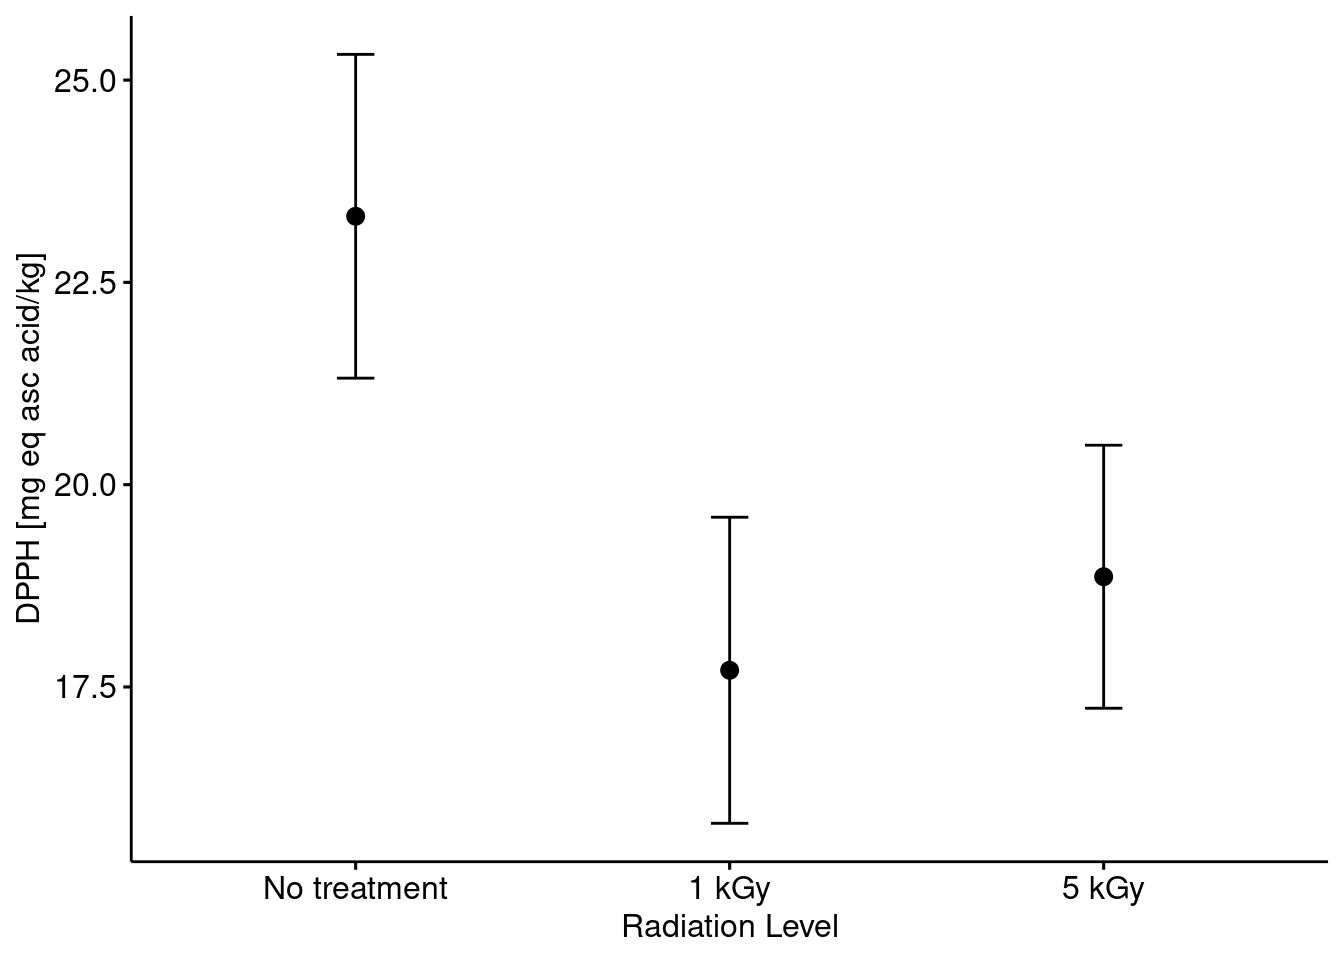 25.0
22.5
20.0
17.5
DPPH [mg eq asc acid/kg]
No treatment
1 kGy
5 kGy
Radiation Level